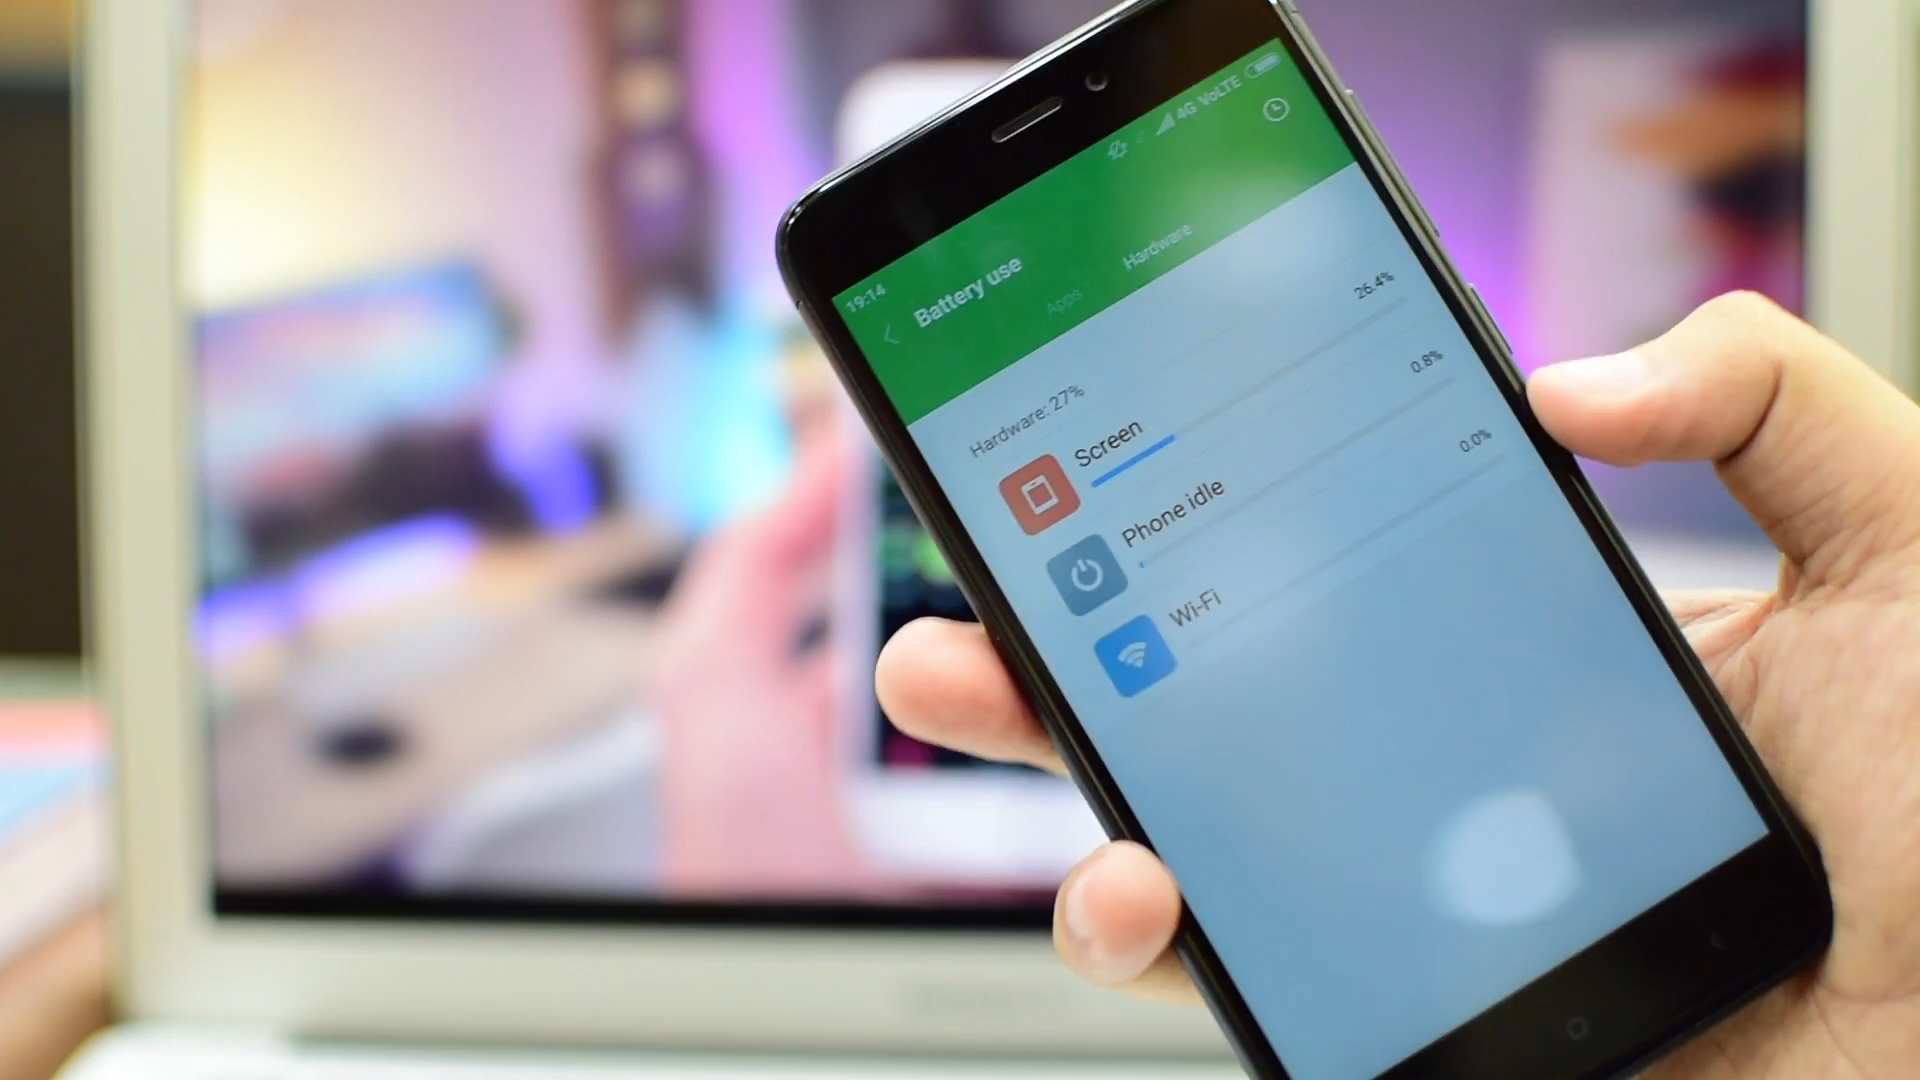 19:14
4G VoLTE
Battery use
Apps
Hardware
Hardware: 27%
Screen
26.4%
Phone idle
0.8%
Wi-Fi
0.0%